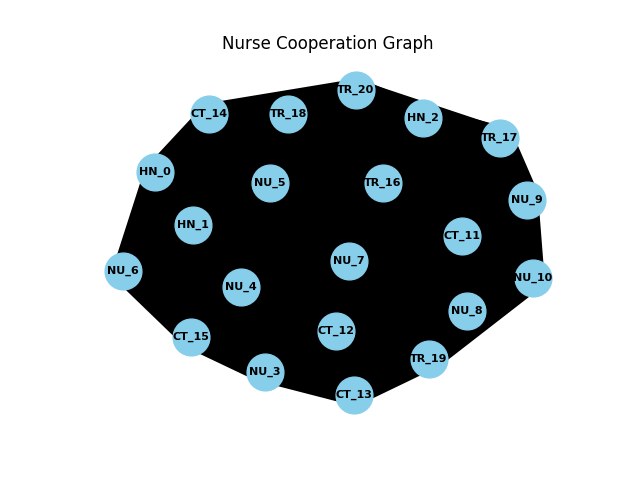 Nurse Cooperation Graph
TR_20
CT_14
TR_18
HN_2
TR_17
HN_0
NU_5
TR_16
NU_9
HN_1
CT_11
NU_7
NU_6
NU_10
NU_4
NU_8
CT_12
CT_15
TR_19
NU_3
CT_13